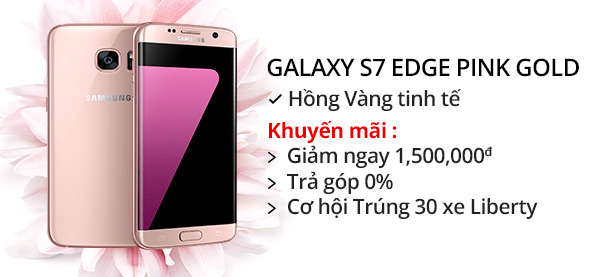 SAMSUNG
SAMSUNG
GALAXY S7 EDGE PINK GOLD
✓ Hồng Vàng tinh tế
Khuyến mãi :
> Giảm ngay 1,500,000đ
> Trả góp 0%
> Cơ hội Trúng 30 xe Liberty